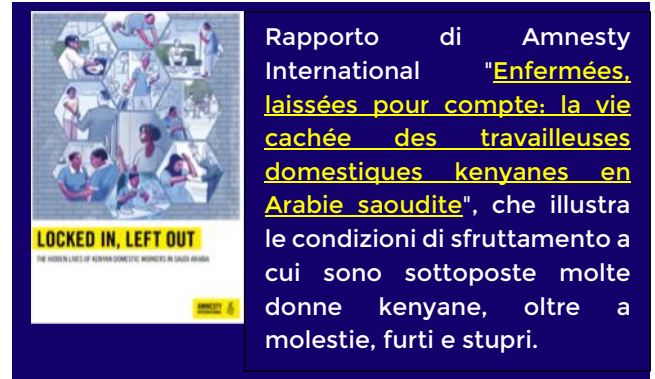 LOCKED IN, LEFT OUT
THE HIDDEN LIVES OF KENYAN DOMESTIC WORKERS IN SAUDI ARABIA
AMNESTY
INTERNATIONAL
Rapporto di Amnesty
International "Enfermées,
laissées pour compte: la vie
cachée des travailleuses
domestiques kenyanes en
Arabie saoudite", che illustra
le condizioni di sfruttamento a
cui sono sottoposte molte
donne kenyane, oltre a
molestie, furti e stupri.